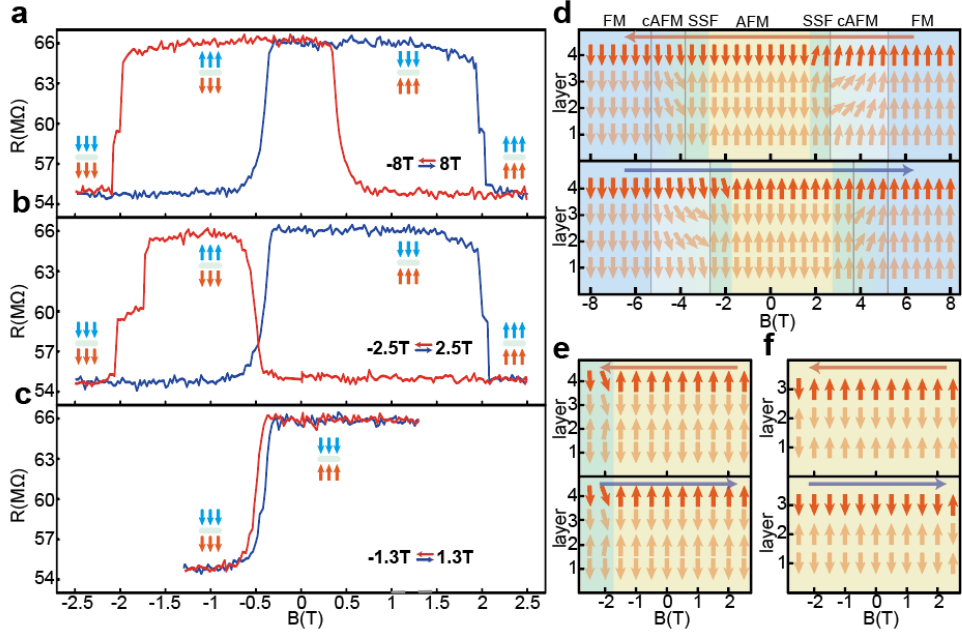 a
66
63
60
57
54
R(MΩ)
-8T 8T
b
66
63
60
57
54
R(MΩ)
-2.5T 2.5T
c
66
63
60
57
54
R(MΩ)
-1.3T 1.3T
-2.5 -2 -1.5 -1 -0.5 0 0.5 1 1.5 2 2.5
B(T)
d
FM cAFM SSF AFM SSF cAFM FM
4
3
2
1
layer
4
3
2
1
layer
-8 -6 -4 -2 0 2 4 6 8
B(T)
e
4
3
2
1
layer
4
3
2
1
layer
-2 -1 0 1 2
B(T)
f
3
2
1
layer
3
2
1
layer
-2 -1 0 1 2
B(T)